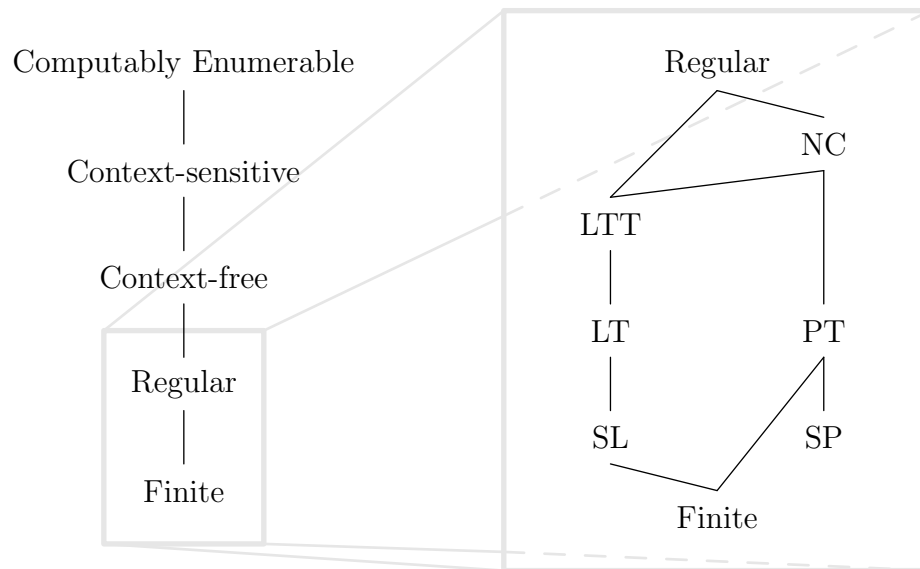 Computably Enumerable
Context-sensitive
Context-free
Regular
Finite
Regular
NC
LTT
LT
PT
SL
SP
Finite